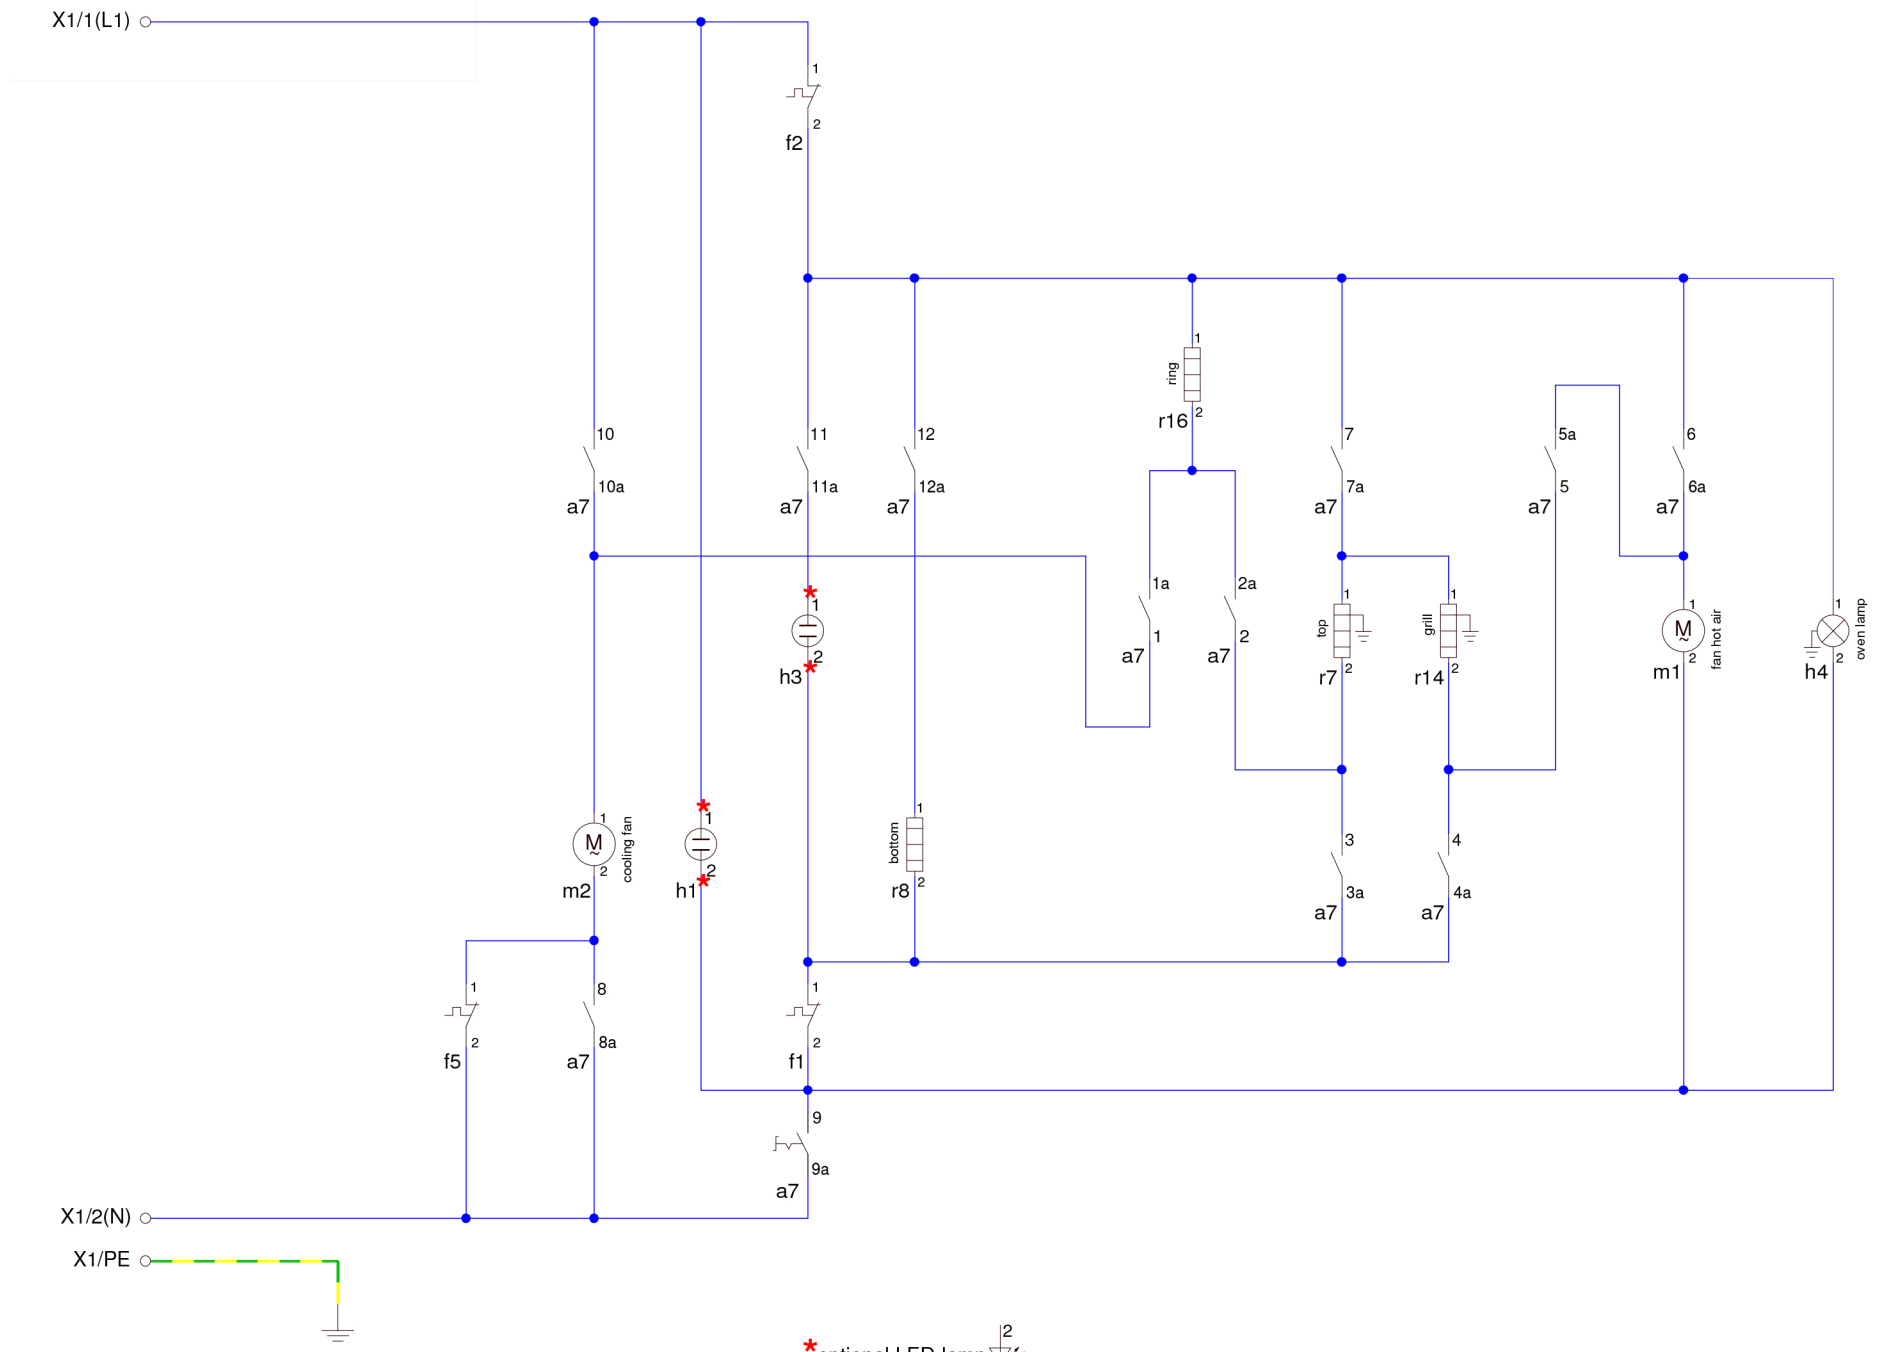 X1/1(L1)
1
2
f2
1
ring
2
r16
10
10a
a7
11
11a
a7
12
12a
a7
7
7a
a7
5a
5
a7
6
6a
a7
1
2
h3
1a
1
a7
2a
2
a7
1
top
2
r7
1
grill
2
r14
1
M
~
2
m1
fan hot air
1
2
h4
oven lamp
1
M
~
2
m2
cooling fan
1
2
h1
1
bottom
2
r8
3
3a
a7
4
4a
a7
1
2
f5
8
8a
a7
1
2
f1
9
9a
a7
X1/2(N)
X1/PE
2
*optional LED lamp